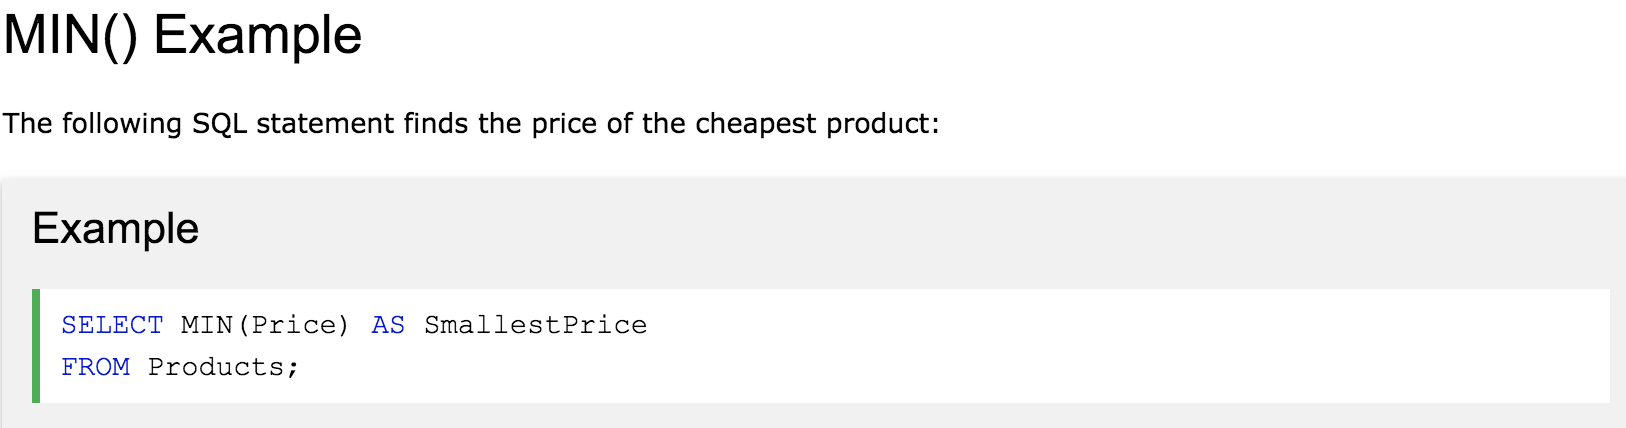 MIN() Example
The following SQL statement finds the price of the cheapest product:
Example
SELECT MIN(Price) AS SmallestPrice
FROM Products;